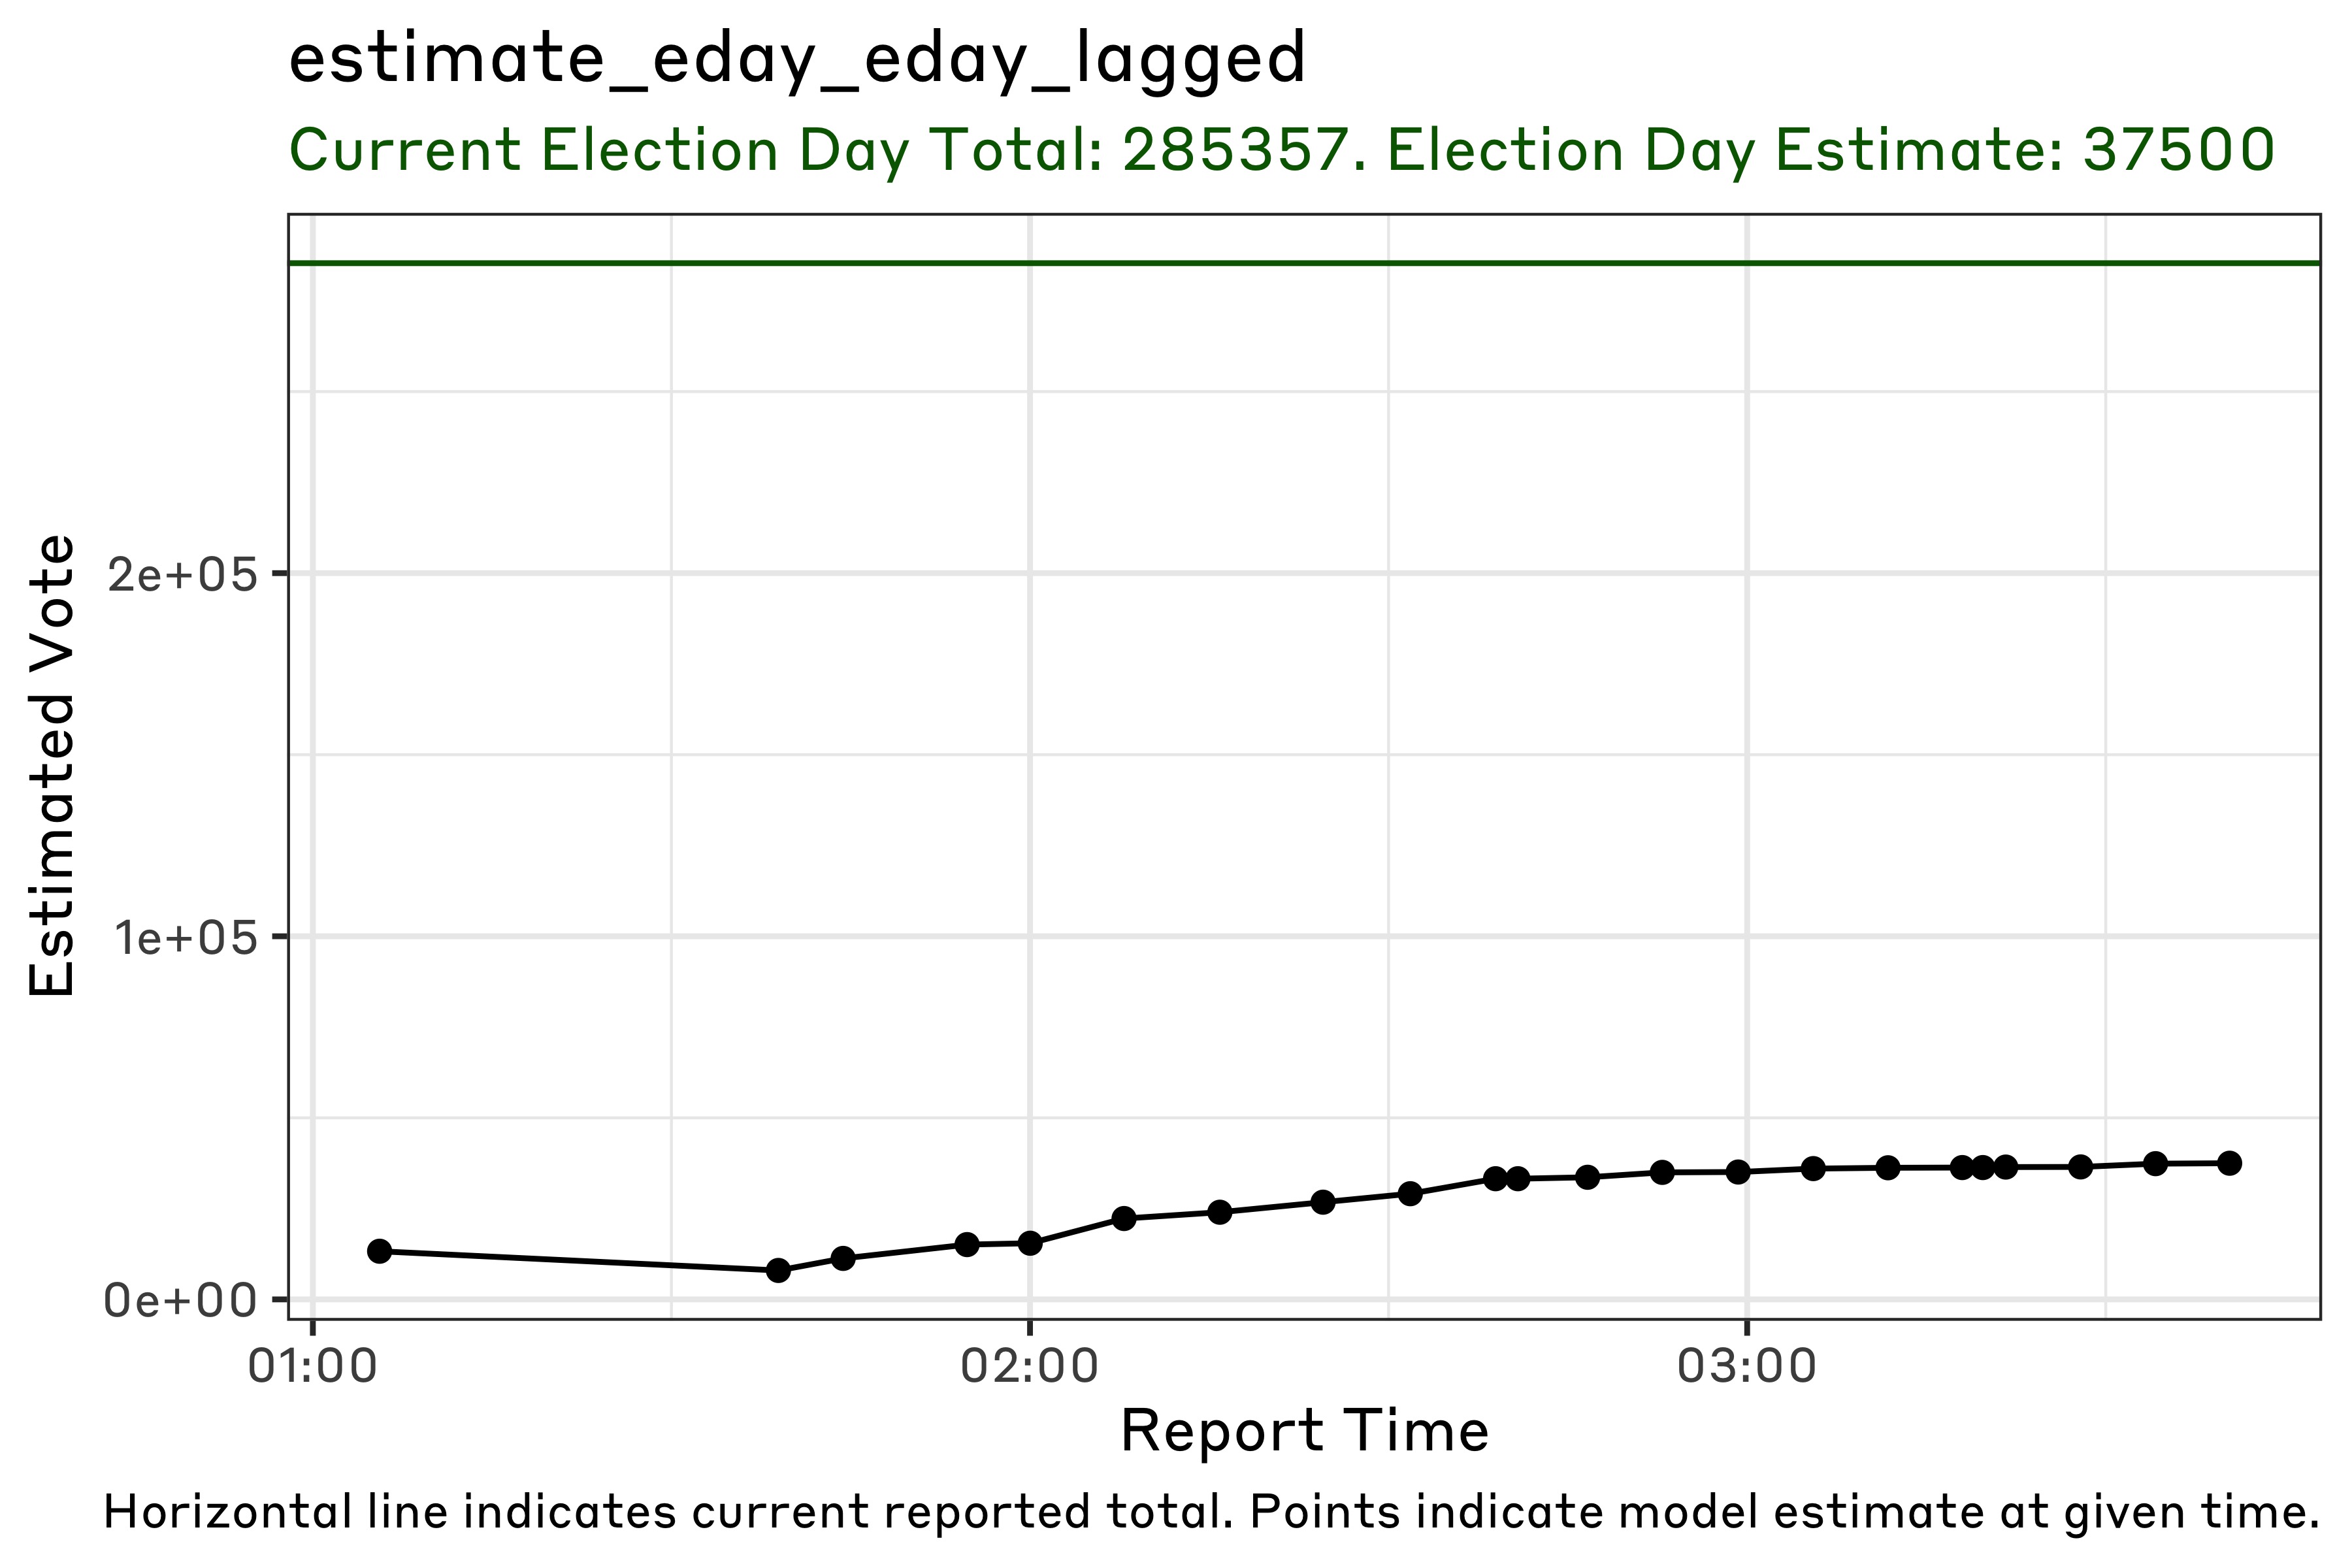 estimate_eday_eday_lagged
Current Election Day Total: 285357. Election Day Estimate: 37500
Estimated Vote
2e+05
1e+05
0e+00
01:00 02:00 03:00
Report Time
Horizontal line indicates current reported total. Points indicate model estimate at given time.